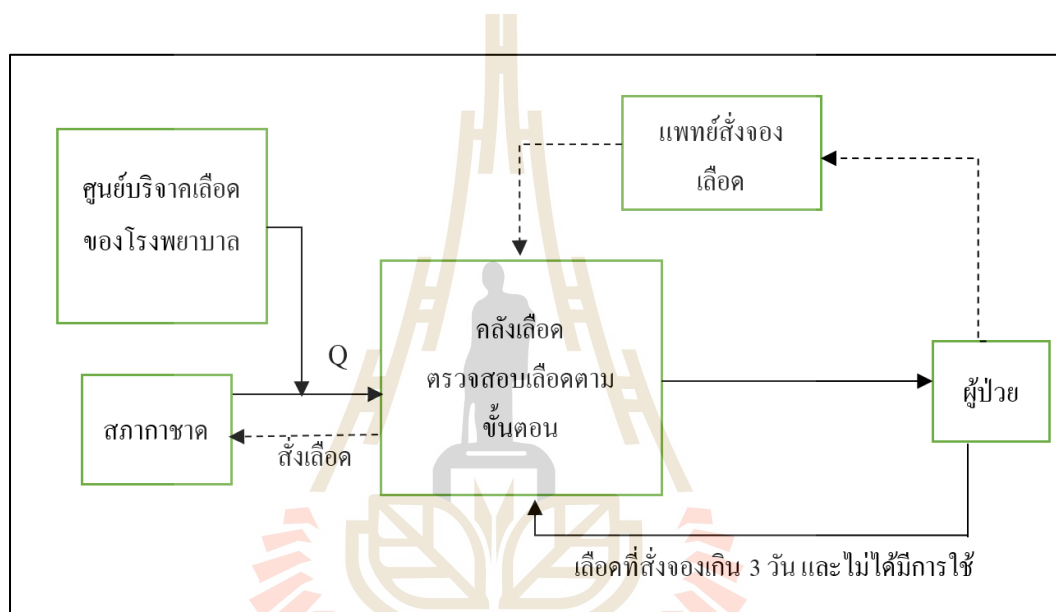 แพทย์สั่งจอง
เลือด
ศูนย์บริจาคเลือด
ของโรงพยาบาล
คลังเลือด
ตรวจสอบเลือดตาม
ขั้นตอน
Q
ผู้ป่วย
สภากาชาด
สั่งเลือด
เลือดที่สั่งจองเกิน 3 วัน และไม่ได้มีการใช้